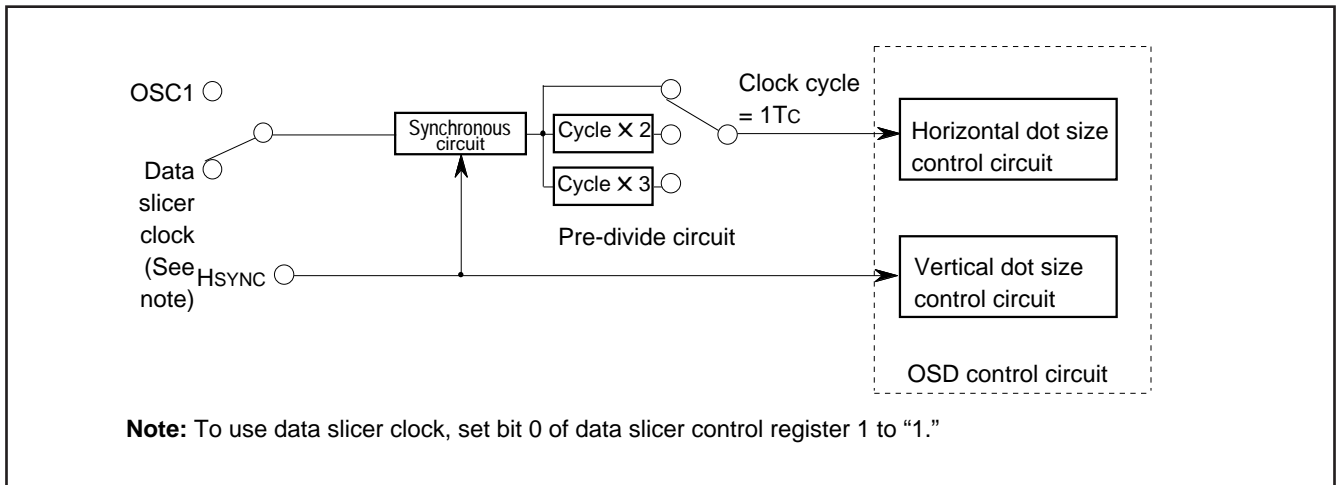 OSC1
Data
slicer
clock
(See
note)
HSYNC
Synchronous
circuit
Cycle × 2
Cycle × 3
Pre-divide circuit
Clock cycle
= 1TC
Horizontal dot size
control circuit
Vertical dot size
control circuit
OSD control circuit
Note: To use data slicer clock, set bit 0 of data slicer control register 1 to “1.”